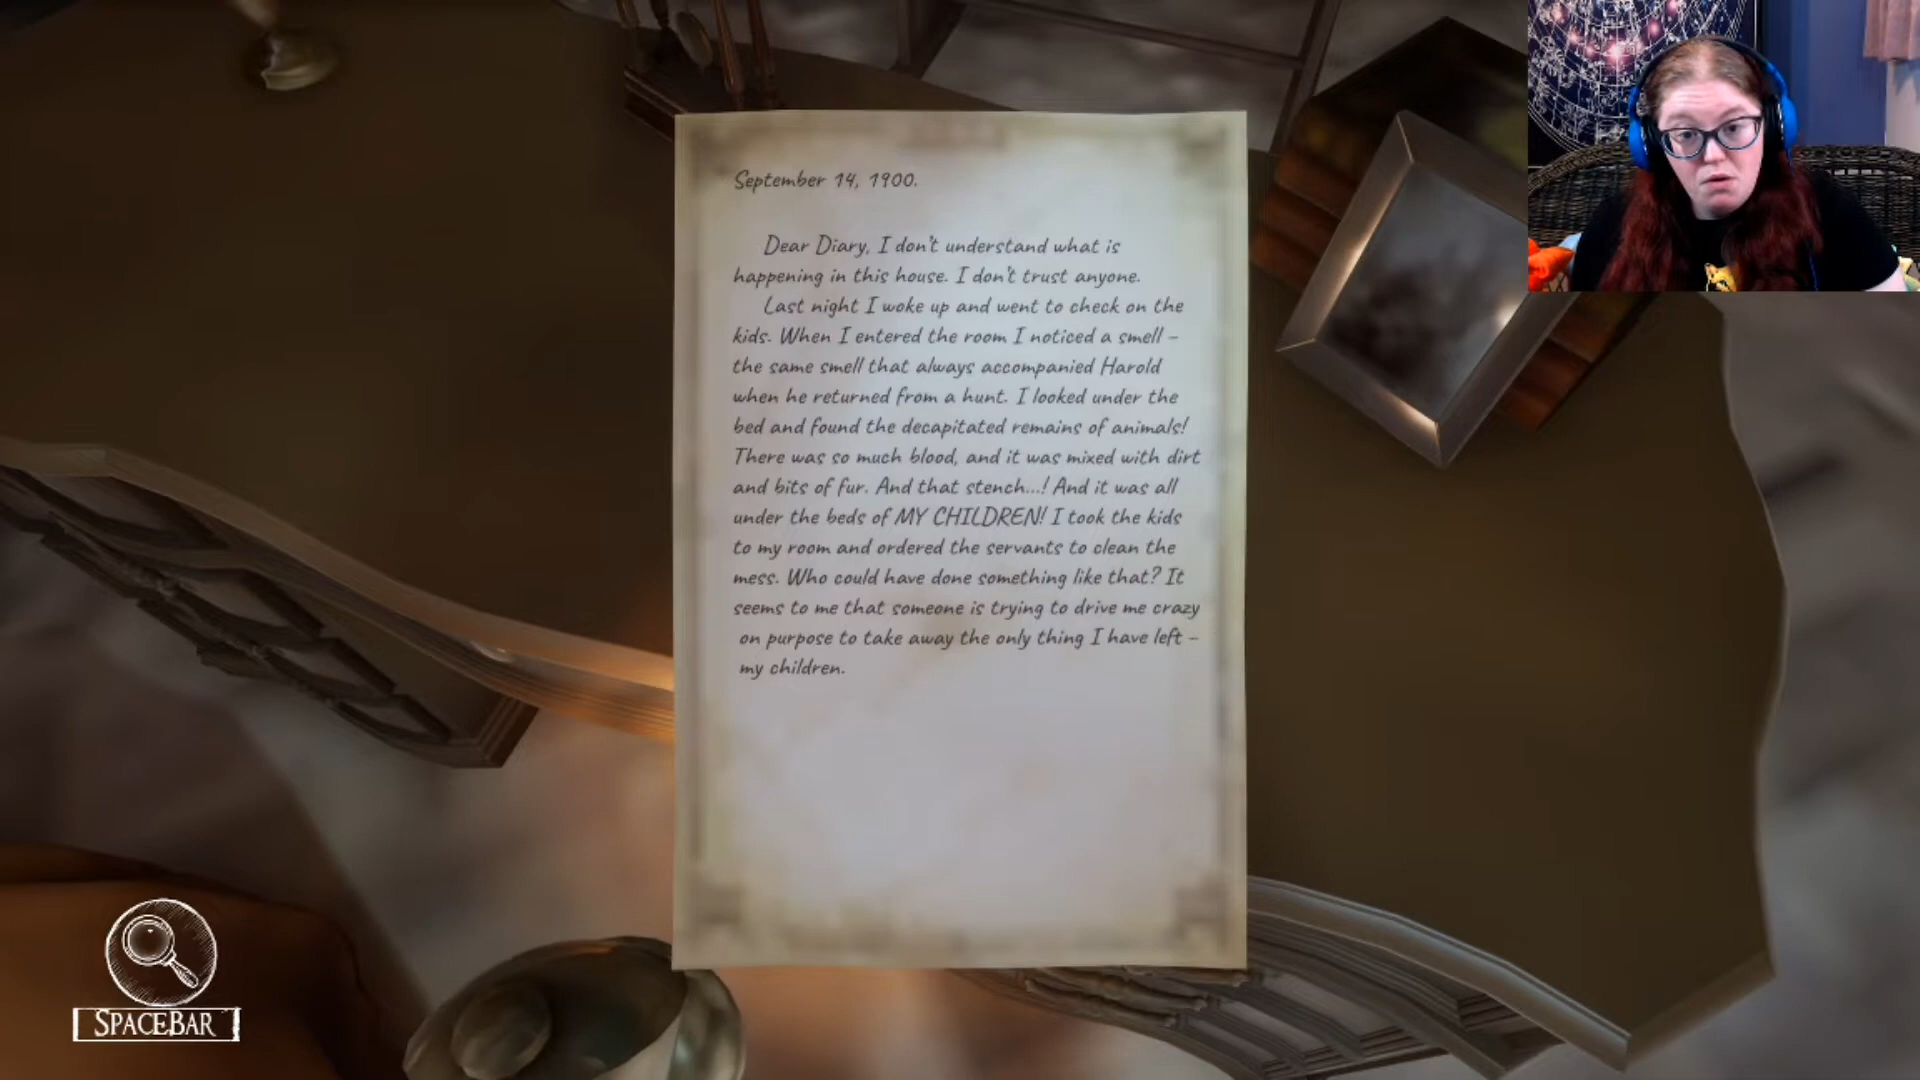 September 14, 1900.
Dear Diary, I don't understand what is
happening in this house. I don't trust anyone.
Last night I woke up and went to check on the
kids. When I entered the room I noticed a smell –
the same smell that always accompanied Harold
when he returned from a hunt. I looked under the
bed and found the decapitated remains of animals!
There was so much blood, and it was mixed with dirt
and bits of fur. And that stench...! And it was all
under the beds of MY CHILDREN! I took the kids
to my room and ordered the servants to clean the
mess. Who could have done something like that? It
seems to me that someone is trying to drive me crazy
on purpose to take away the only thing I have left –
my children.
SPACEBAR